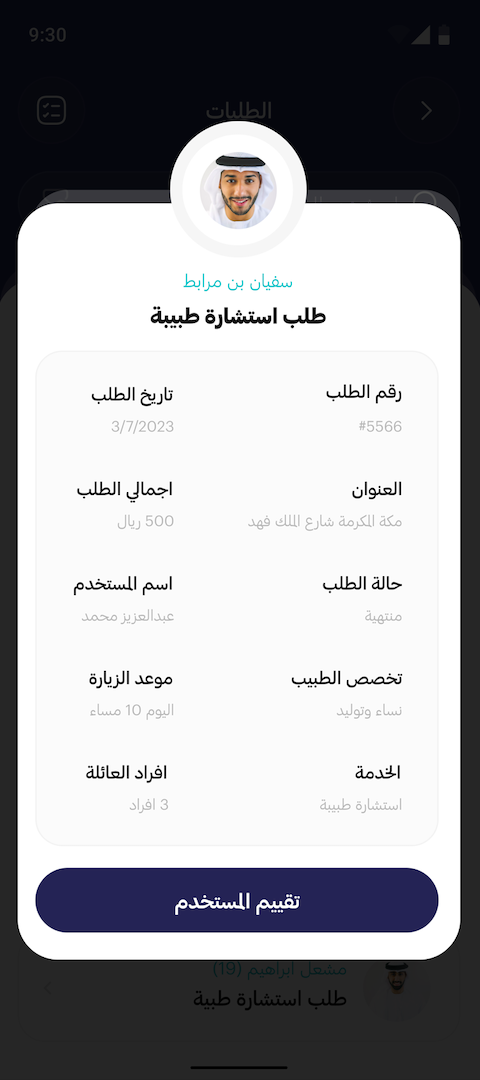 9:30
الطلبات
سفيان بن مرابط
طلب استشارة طبيبة
رقم الطلب
تاريخ الطلب
#5566
3/7/2023
العنوان
اجمالي الطلب
مكة المكرمة شارع الملك فهد
500 ريال
حالة الطلب
اسم المستخدم
منتهية
عبدالعزيز محمد
تخصص الطبيب
موعد الزيارة
نساء وتوليد
اليوم 10 مساء
الخدمة
افراد العائلة
استشارة طبيبة
3 افراد
تقييم المستخدم
مشعل ابراهيم (19)
طلب استشارة طبية